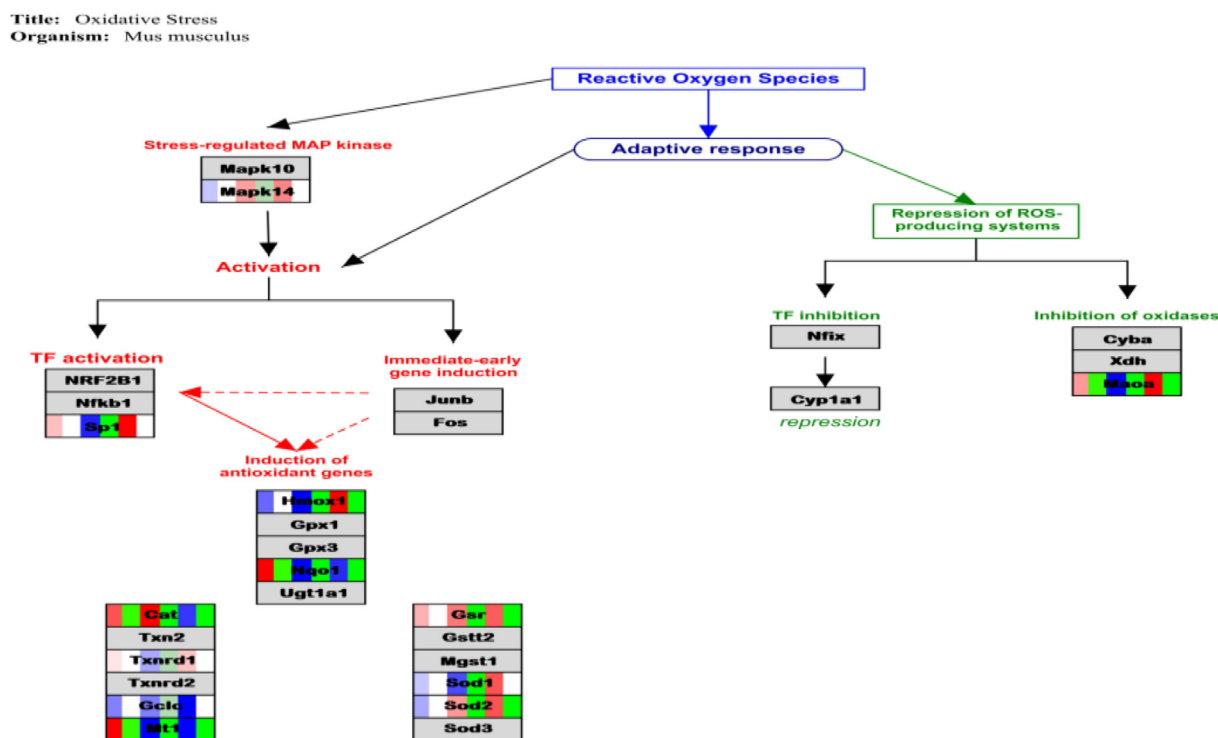 Title: Oxidative Stress
Organism: Mus musculus
Reactive Oxygen Species
Stress-regulated MAP kinase
Mapk10
Mapk14
Adaptive response
Activation
Repression of ROS-
producing systems
TF activation
NRF2B1
Nfkb1
Sp1
Immediate-early
gene induction
Junb
Fos
TF inhibition
Nfix
Cyp1a1
repression
Inhibition of oxidases
Cyba
Xdh
Maoa
Induction of
antioxidant genes
Hmox1
Gpx1
Gpx3
Nqo1
Ugt1a1
Cat
Txn2
Txnrd1
Txnrd2
Gclc
Mt1
Gsr
Gstt2
Mgst1
Sod1
Sod2
Sod3